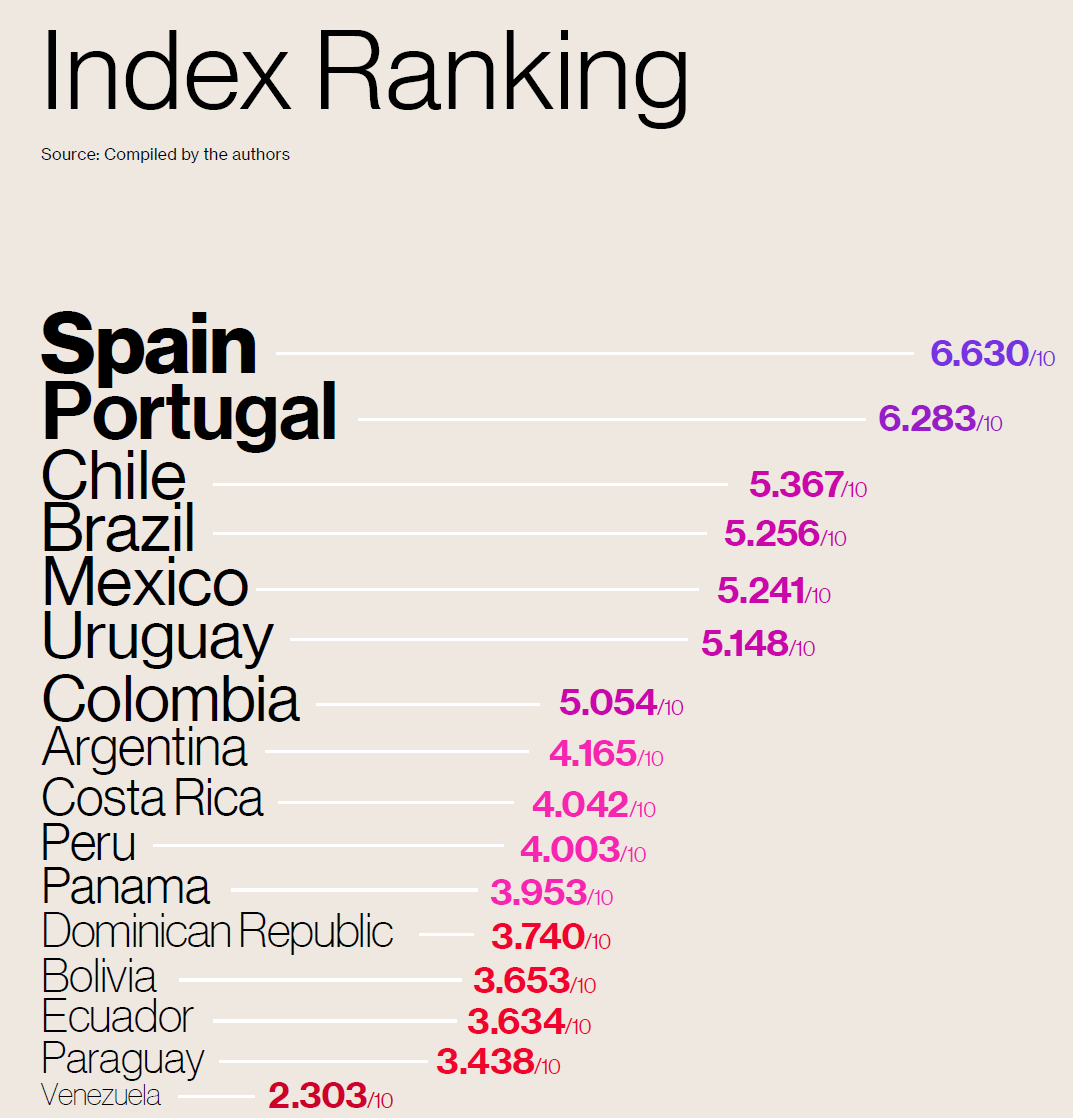 Index Ranking
Source: Compiled by the authors
Spain 6.630/10
Portugal 6.283/10
Chile 5.367/10
Brazil 5.256/10
Mexico 5.241/10
Uruguay 5.148/10
Colombia 5.054/10
Argentina 4.165/10
Costa Rica 4.042/10
Peru 4.003/10
Panama 3.953/10
Dominican Republic 3.740/10
Bolivia 3.653/10
Ecuador 3.634/10
Paraguay 3.438/10
Venezuela 2.303/10